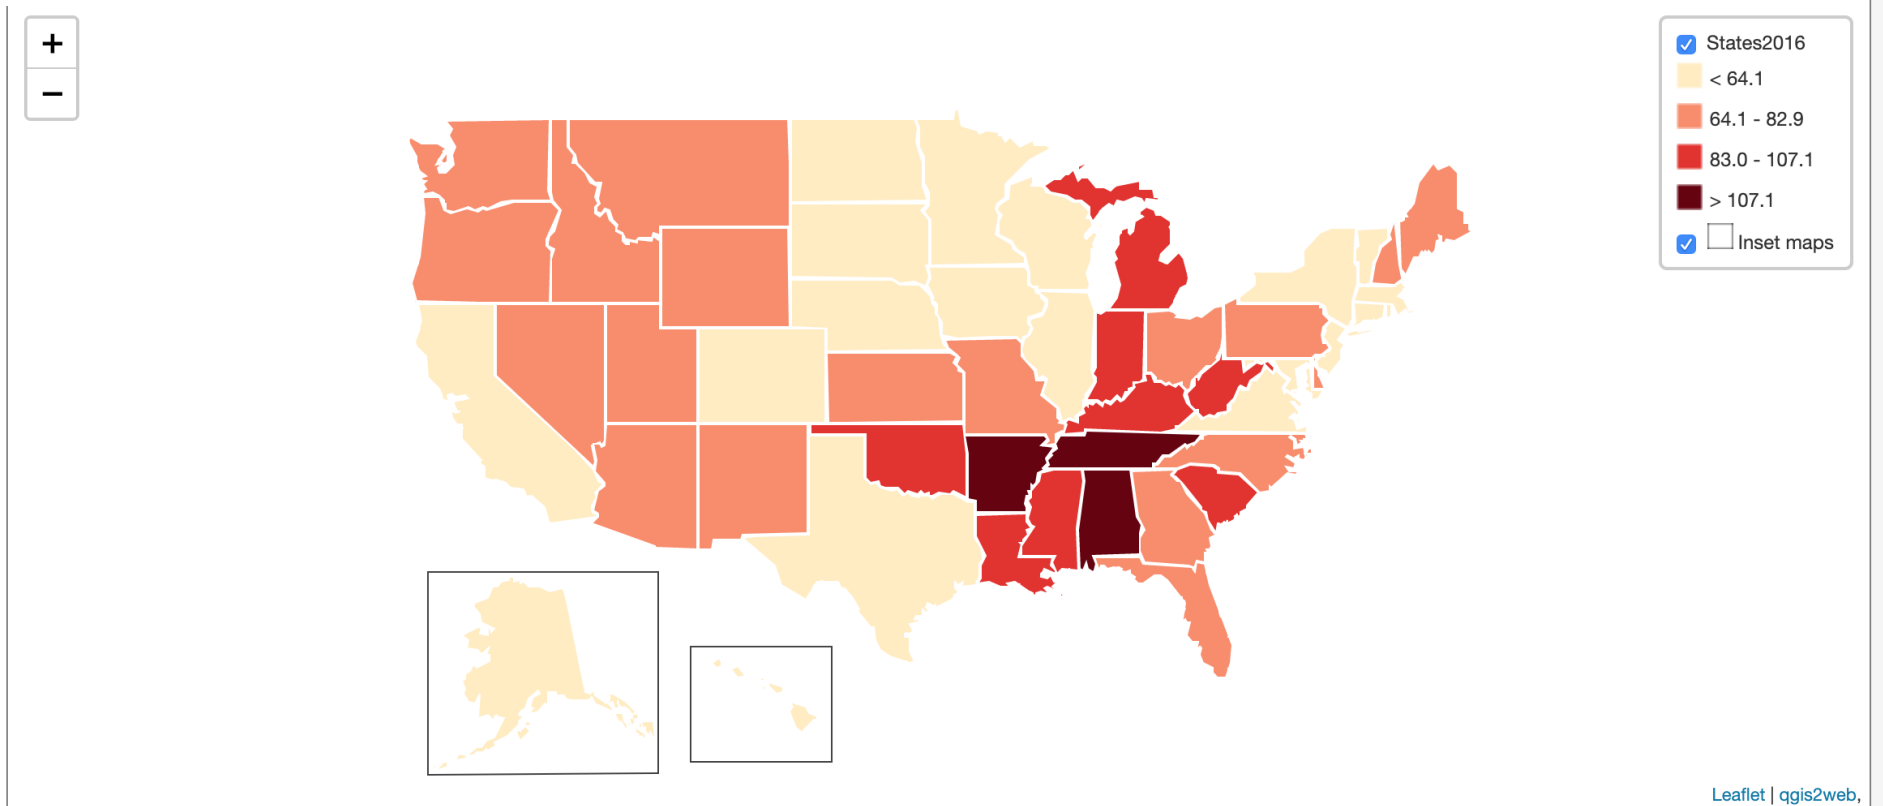 +
−
States2016
< 64.1
64.1 - 82.9
83.0 - 107.1
> 107.1
Inset maps
Leaflet | qgis2web,